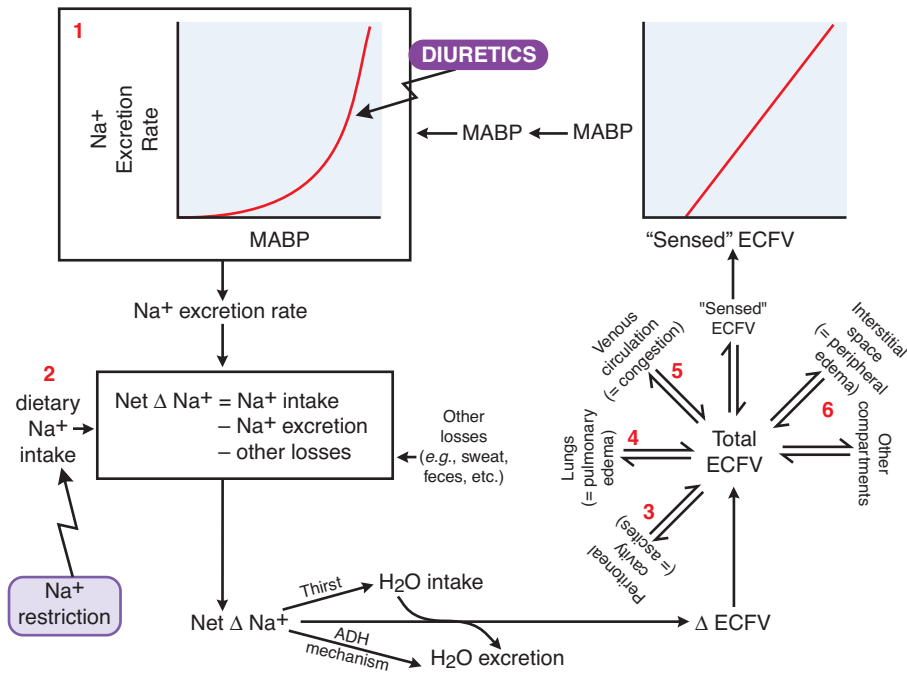 1
Na+
Excretion
Rate
MABP
DIURETICS
MABP
MABP
"Sensed" ECFV
Na+ excretion rate
2
dietary
Na+
intake
Net Δ Na+ = Na+ intake
– Na+ excretion
– other losses
Other
losses
(e.g., sweat,
feces, etc.)
Na+
restriction
Net Δ Na+
Thirst
H2O intake
ADH
mechanism
H2O excretion
Δ ECFV
Total
ECFV
"Sensed"
ECFV
Venous
circulation
(= congestion)
5
Lungs
(= pulmonary
edema)
4
Peritoneal
cavity
(= ascites)
3
Interstitial
space
(= peripheral
edema)
6
Other
compartments